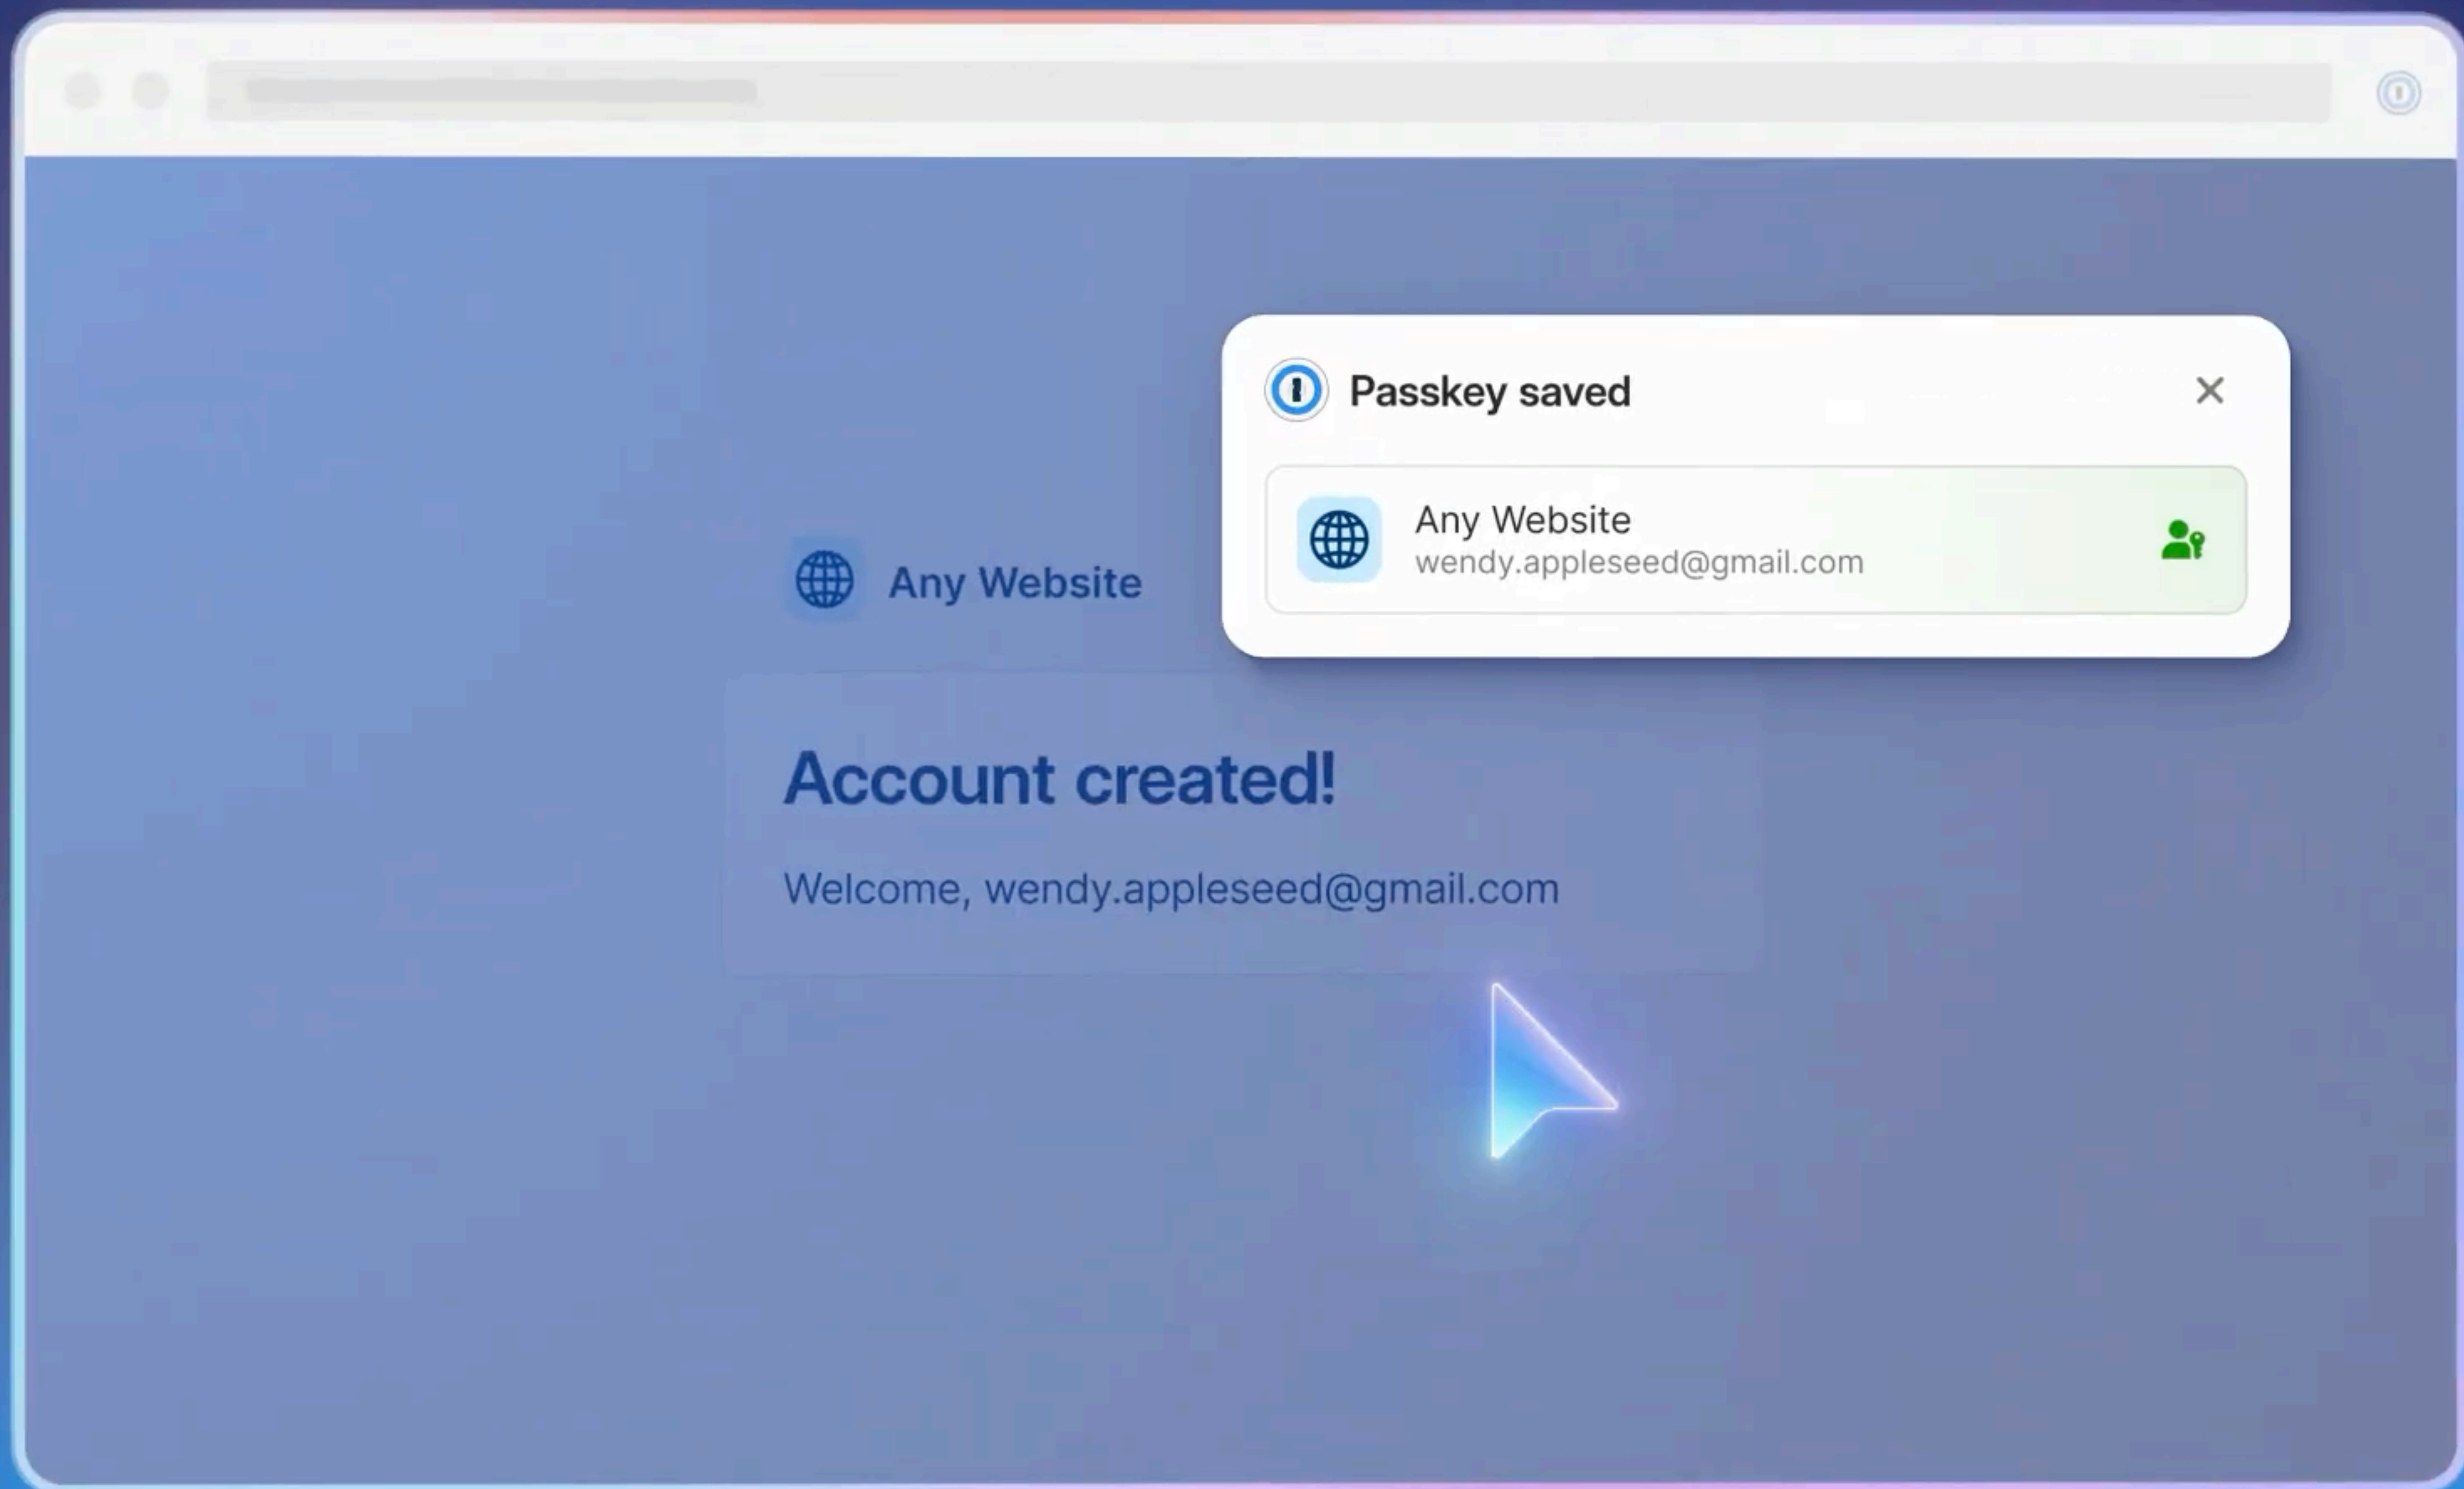 Passkey saved
Any Website
wendy.appleseed@gmail.com
Any Website
Account created!
Welcome, wendy.appleseed@gmail.com